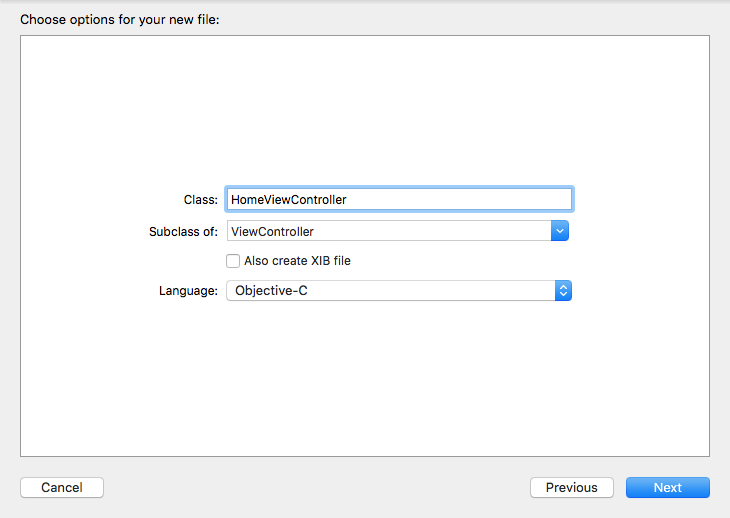 Choose options for your new file:
Class: HomeViewController
Subclass of: ViewController
Also create XIB file
Language: Objective-C
Cancel Previous Next